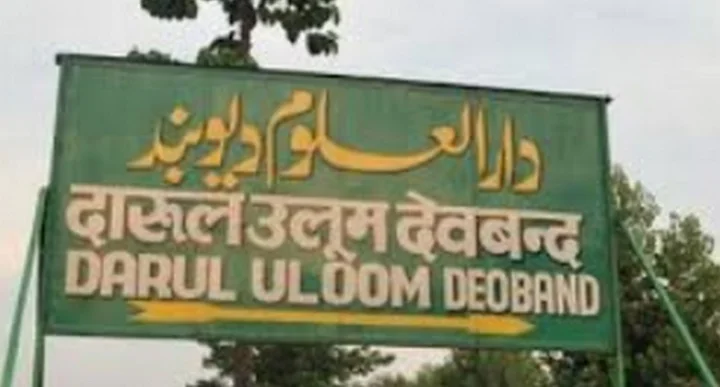 دارالعلوم دیوبند
दारूल उलूम देवबन्द
DARUL ULOOM DEOBAND